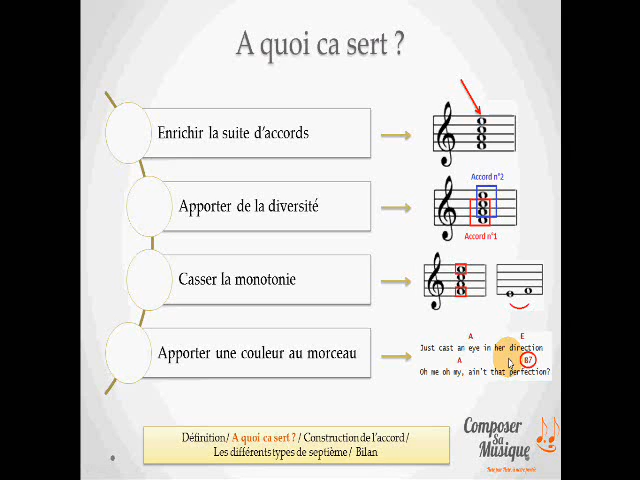 A quoi ca sert ?
Enrichir la suite d'accords
Apporter de la diversité
Accord n°2
Accord n°1
Casser la monotonie
Apporter une couleur au morceau
A E
Just cast an eye in her direction
A B7
Oh me oh my, ain't that perfection?
Définition / A quoi ca sert ? / Construction de l'accord /
Les différents types de septième / Bilan
Composer
Sa
Musique